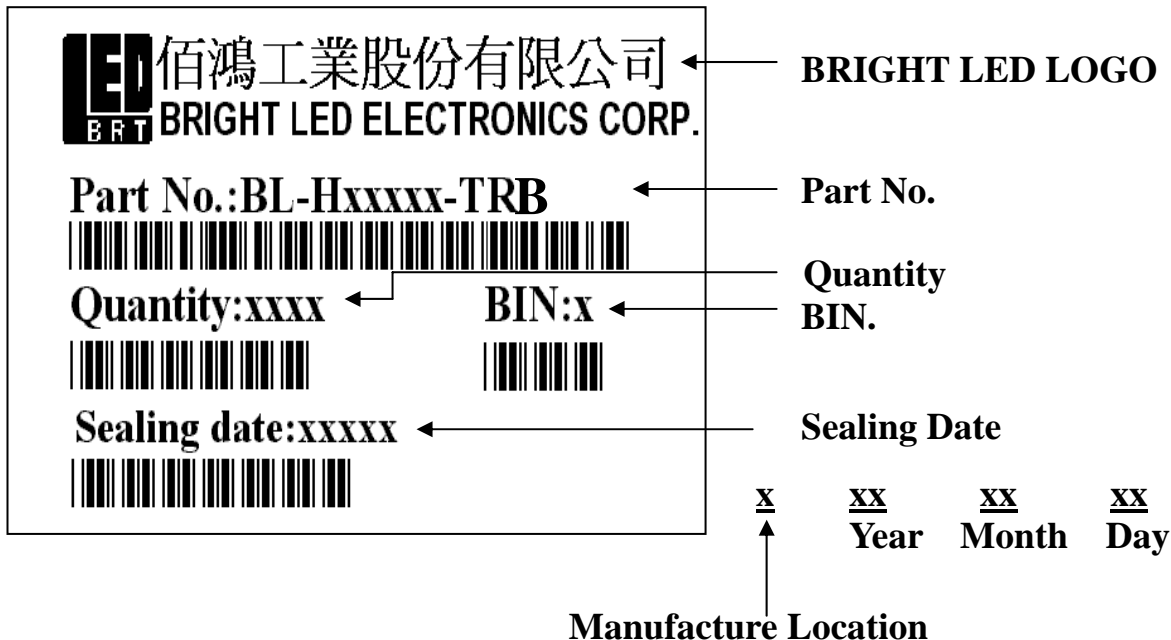 LED 佰鴻工業股份有限公司
BRT BRIGHT LED ELECTRONICS CORP.
BRIGHT LED LOGO
Part No.:BL-Hxxxxx-TRB
Part No.
Quantity:xxxx
BIN:x
Quantity
BIN.
Sealing date:xxxxx
Sealing Date
x xx xx xx
Year Month Day
Manufacture Location